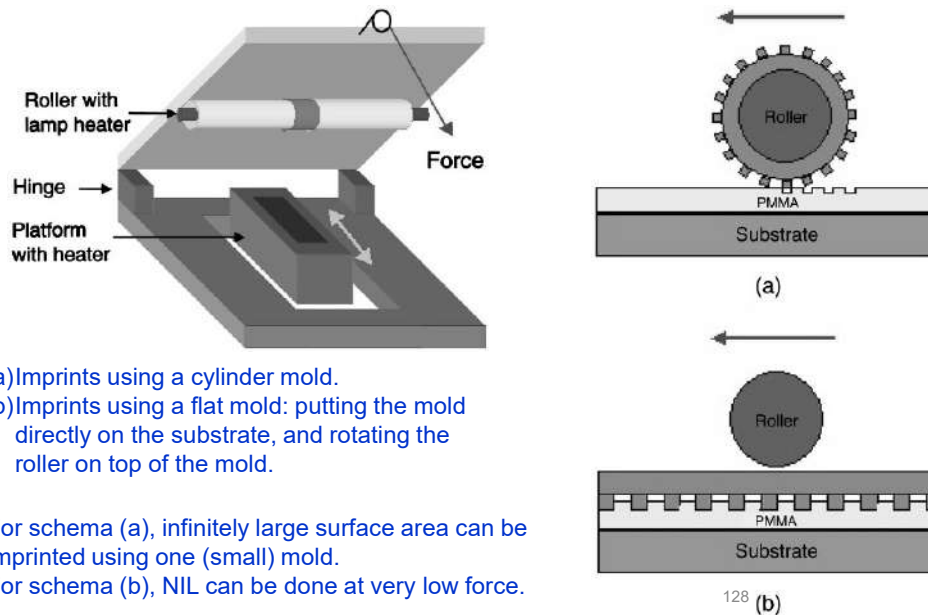 Roller with
lamp heater
Force
Hinge
Platform
with heater
Roller
PMMA
Substrate
(a)
a)Imprints using a cylinder mold.
b)Imprints using a flat mold: putting the mold
directly on the substrate, and rotating the
roller on top of the mold.
or schema (a), infinitely large surface area can be
mprinted using one (small) mold.
or schema (b), NIL can be done at very low force.
Roller
PMMA
Substrate
128
(b)